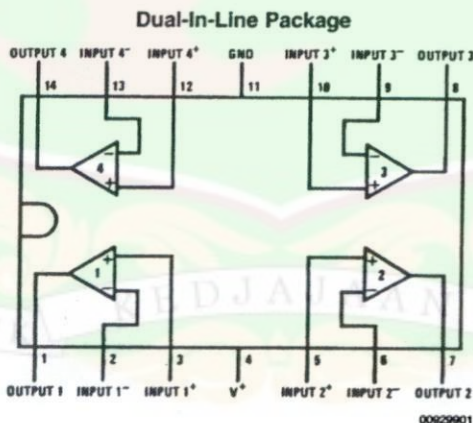 Dual-In-Line Package
OUTPUT 4 INPUT 4⁻ INPUT 4⁺ GND INPUT 3⁺ INPUT 3⁻ OUTPUT 3
14 13 12 11 10 9 8
4 - + - + 3
1 + - + - 2
KEDJAJAAN
1 2 3 4 5 6 7
OUTPUT 1 INPUT 1⁻ INPUT 1⁺ V⁺ INPUT 2⁺ INPUT 2⁻ OUTPUT 2
00929901